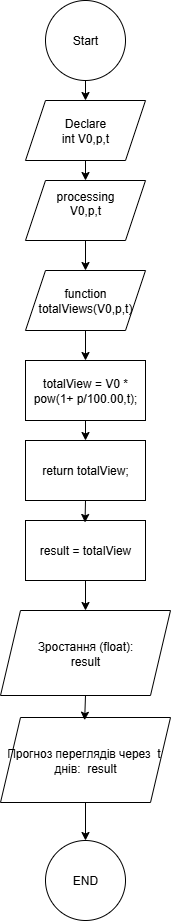 Start
Declare
int V0,p,t
processing
V0,p,t
function
totalViews(V0,p,t)
totalView = V0 *
pow(1+ p/100.00,t);
return totalView;
result = totalView
Зростання (float):
result
Прогноз переглядів через t
днів: result
END